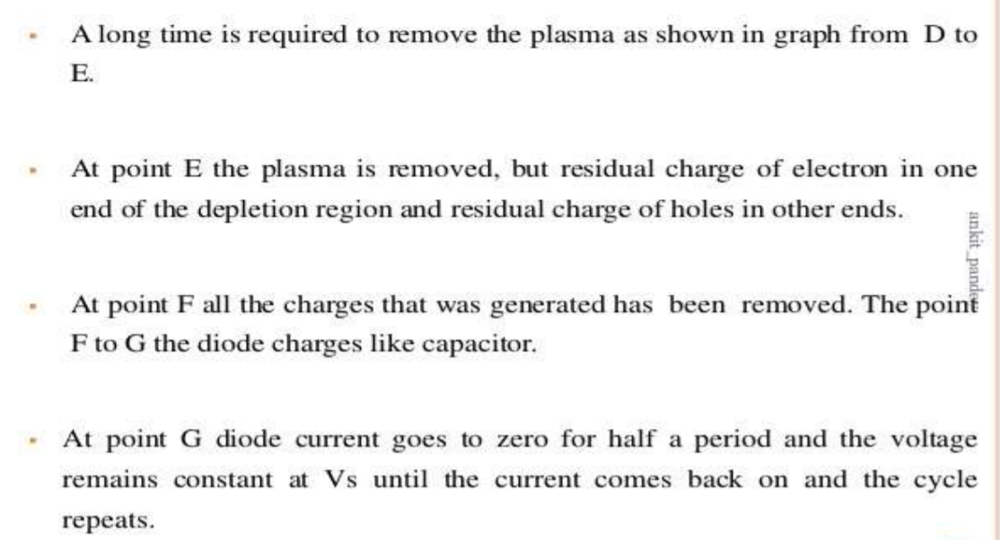 A long time is required to remove the plasma as shown in graph from D to
E.
At point E the plasma is removed, but residual charge of electron in one
end of the depletion region and residual charge of holes in other ends.
At point F all the charges that was generated has been removed. The point
F to G the diode charges like capacitor.
At point G diode current goes to zero for half a period and the voltage
remains constant at Vs until the current comes back on and the cycle
repeats.